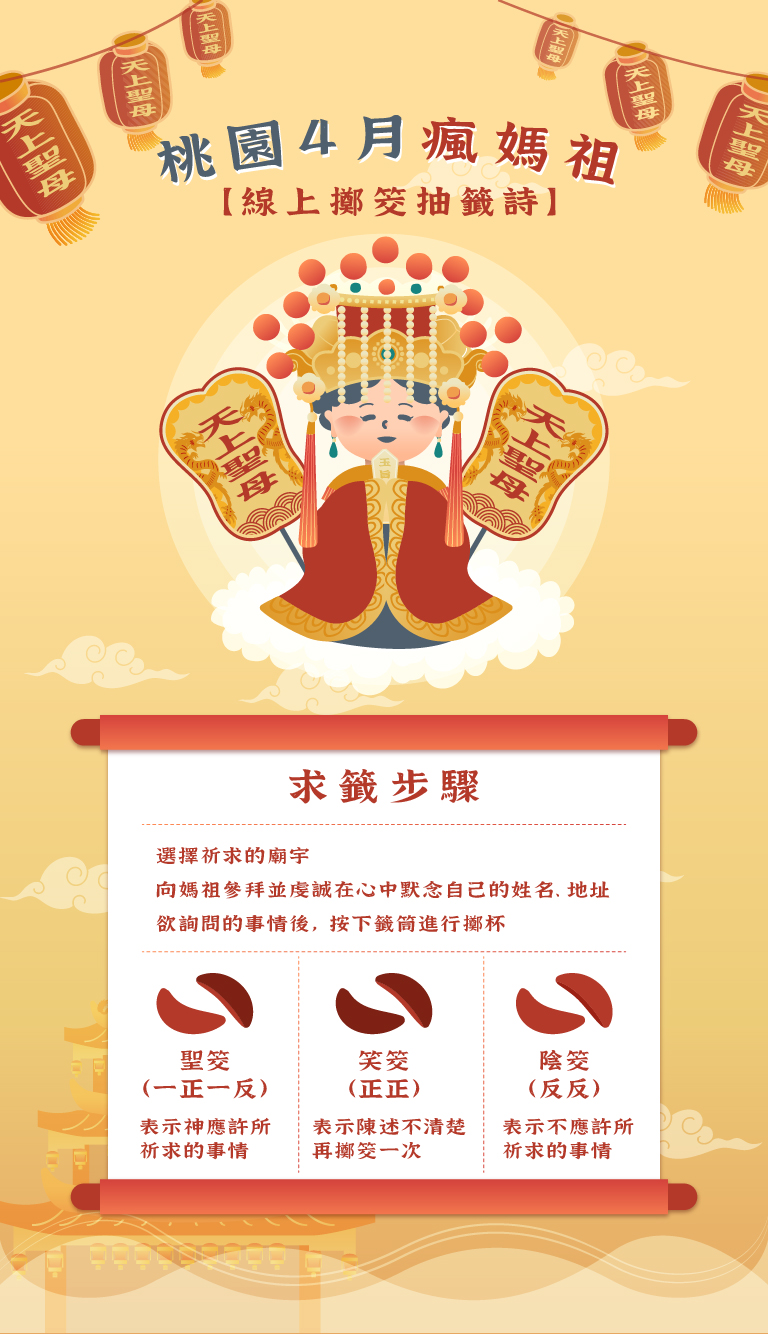 天上聖母
天上聖母
天上聖母
天上聖母
天上聖母
天上聖母
桃園4月瘋媽祖
【線上擲筊抽籤詩】
天上聖母
天上聖母
求籤步驟
選擇祈求的廟宇
向媽祖參拜並虔誠在心中默念自己的姓名、地址
欲詢問的事情後, 按下籤筒進行擲杯
聖筊
(一正一反)
表示神應許所
祈求的事情
笑筊
(正正)
表示陳述不清楚
再擲筊一次
陰筊
(反反)
表示不應許所
祈求的事情